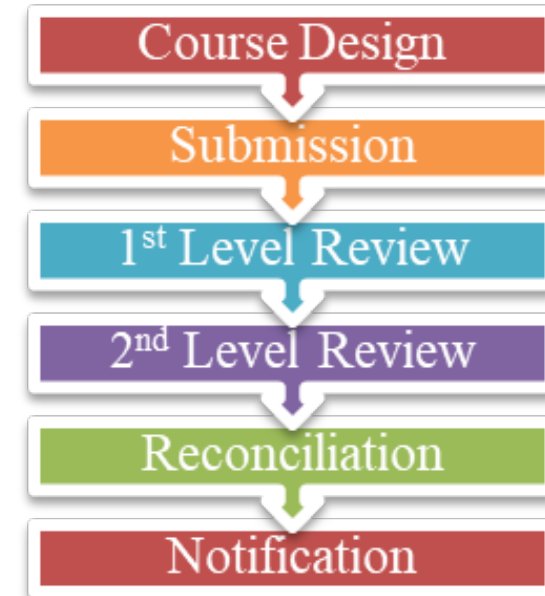 Course Design
Submission
1st Level Review
2nd Level Review
Reconciliation
Notification